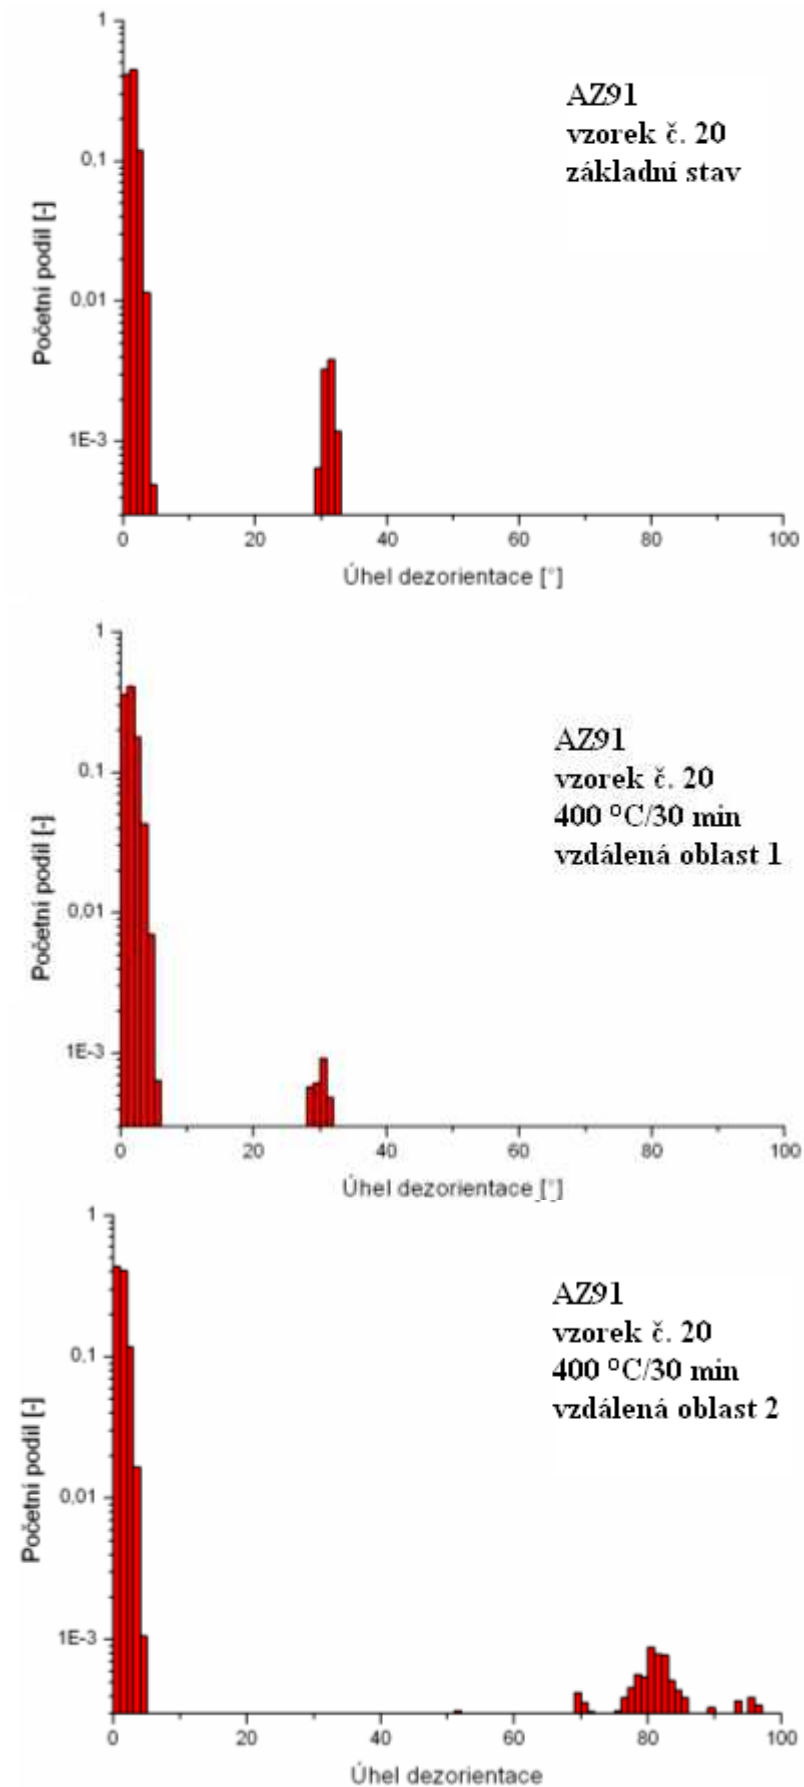 1
0.1
0,01
1E-3
Početní podíl [-]
AZ91
vzorek č. 20
základní stav
0 20 40 60 80 100
Úhel dezorientace [°]
1
0.1
0,01
1E-3
Početní podíl [-]
AZ91
vzorek č. 20
400 °C/30 min
vzdálená oblast 1
0 20 40 60 80 100
Úhel dezorientace [°]
1
0.1
0,01
1E-3
Početní podíl [-]
AZ91
vzorek č. 20
400 °C/30 min
vzdálená oblast 2
0 20 40 60 80 100
Úhel dezorientace